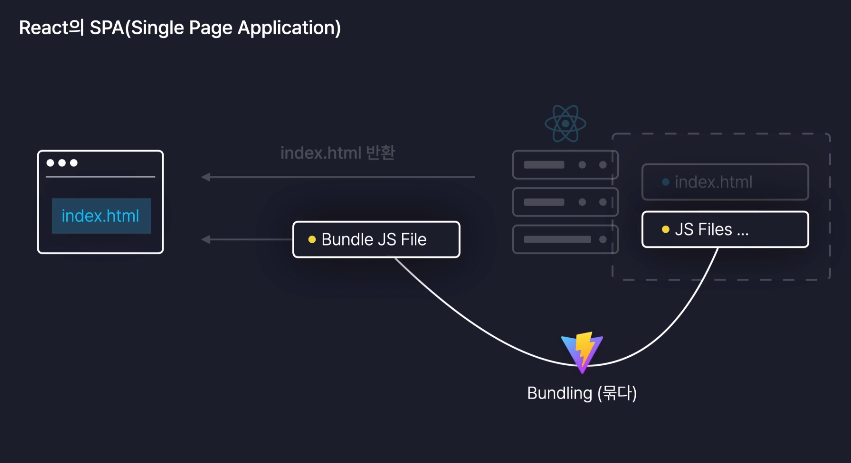 React의 SPA(Single Page Application)
index.html 반환
index.html
index.html
Bundle JS File
JS Files ...
Bundling (묶다)